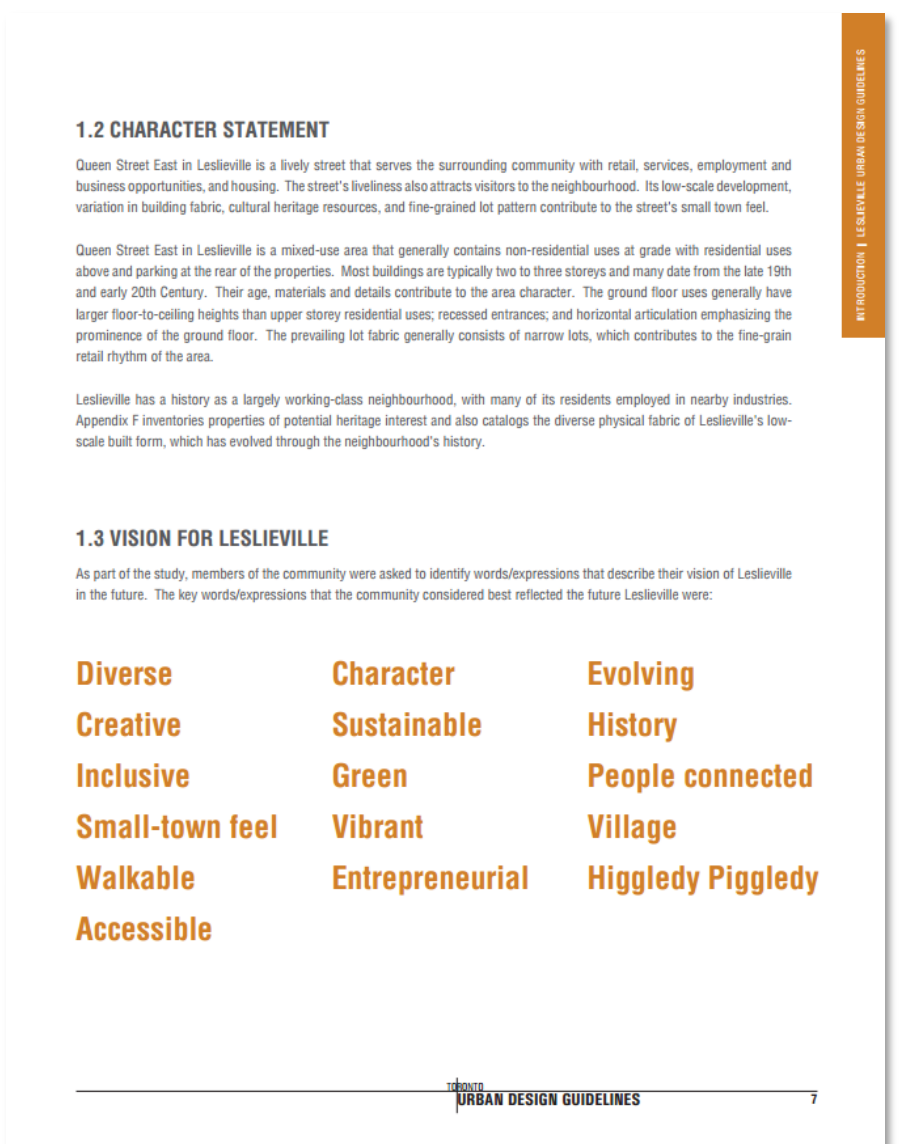 INTRODUCTION | LESLIEVILLE URBAN DESIGN GUIDELINES
1.2 CHARACTER STATEMENT
Queen Street East in Leslieville is a lively street that serves the surrounding community with retail, services, employment and
business opportunities, and housing. The street's liveliness also attracts visitors to the neighbourhood. Its low-scale development,
variation in building fabric, cultural heritage resources, and fine-grained lot pattern contribute to the street's small town feel.
Queen Street East in Leslieville is a mixed-use area that generally contains non-residential uses at grade with residential uses
above and parking at the rear of the properties. Most buildings are typically two to three storeys and many date from the late 19th
and early 20th Century. Their age, materials and details contribute to the area character. The ground floor uses generally have
larger floor-to-ceiling heights than upper storey residential uses; recessed entrances; and horizontal articulation emphasizing the
prominence of the ground floor. The prevailing lot fabric generally consists of narrow lots, which contributes to the fine-grain
retail rhythm of the area.
Leslieville has a history as a largely working-class neighbourhood, with many of its residents employed in nearby industries.
Appendix F inventories properties of potential heritage interest and also catalogs the diverse physical fabric of Leslieville's low-
scale built form, which has evolved through the neighbourhood's history.
1.3 VISION FOR LESLIEVILLE
As part of the study, members of the community were asked to identify words/expressions that describe their vision of Leslieville
in the future. The key words/expressions that the community considered best reflected the future Leslieville were:
Diverse
Creative
Inclusive
Small-town feel
Walkable
Accessible
Character
Sustainable
Green
Vibrant
Entrepreneurial
Evolving
History
People connected
Village
Higgledy Piggledy
TORONTO
URBAN DESIGN GUIDELINES
7